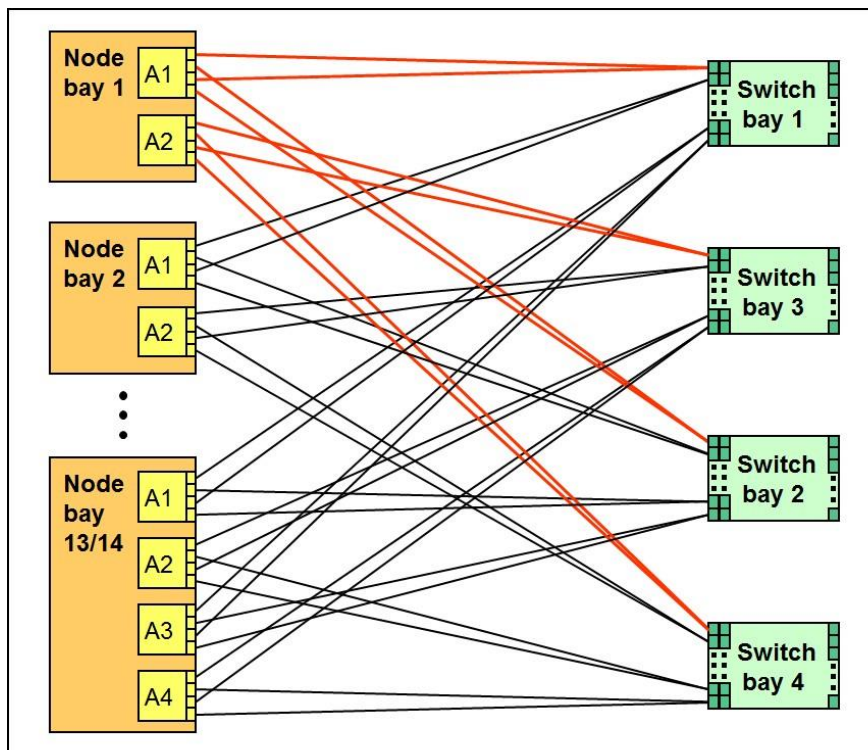 Node
bay 1
A1
A2
Node
bay 2
A1
A2
Node
bay
13/14
A1
A2
A3
A4
Switch
bay 1
Switch
bay 3
Switch
bay 2
Switch
bay 4